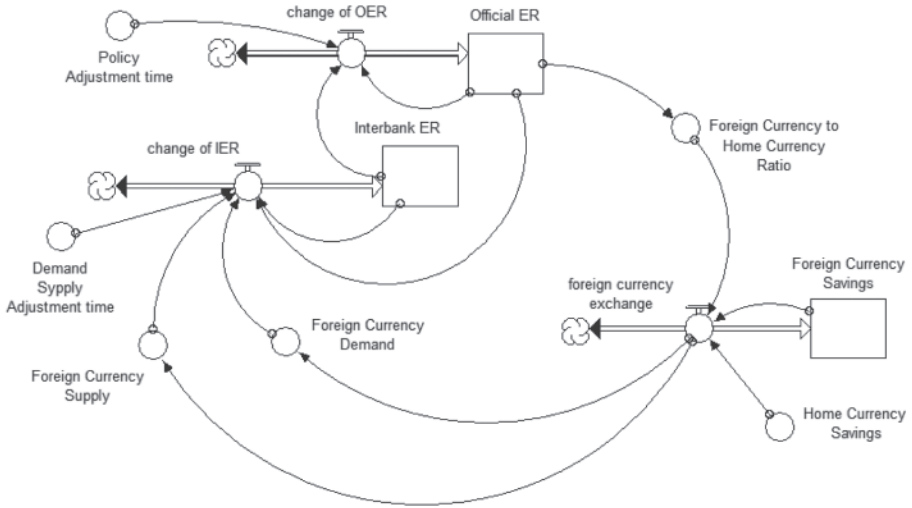 change of OER
Official ER
Policy
Adjustment time
Interbank ER
Foreign Currency to
Home Currency
Ratio
change of IER
Demand
Sypply
Adjustment time
foreign currency
exchange
Foreign Currency
Savings
Foreign Currency
Demand
Foreign Currency
Supply
Home Currency
Savings